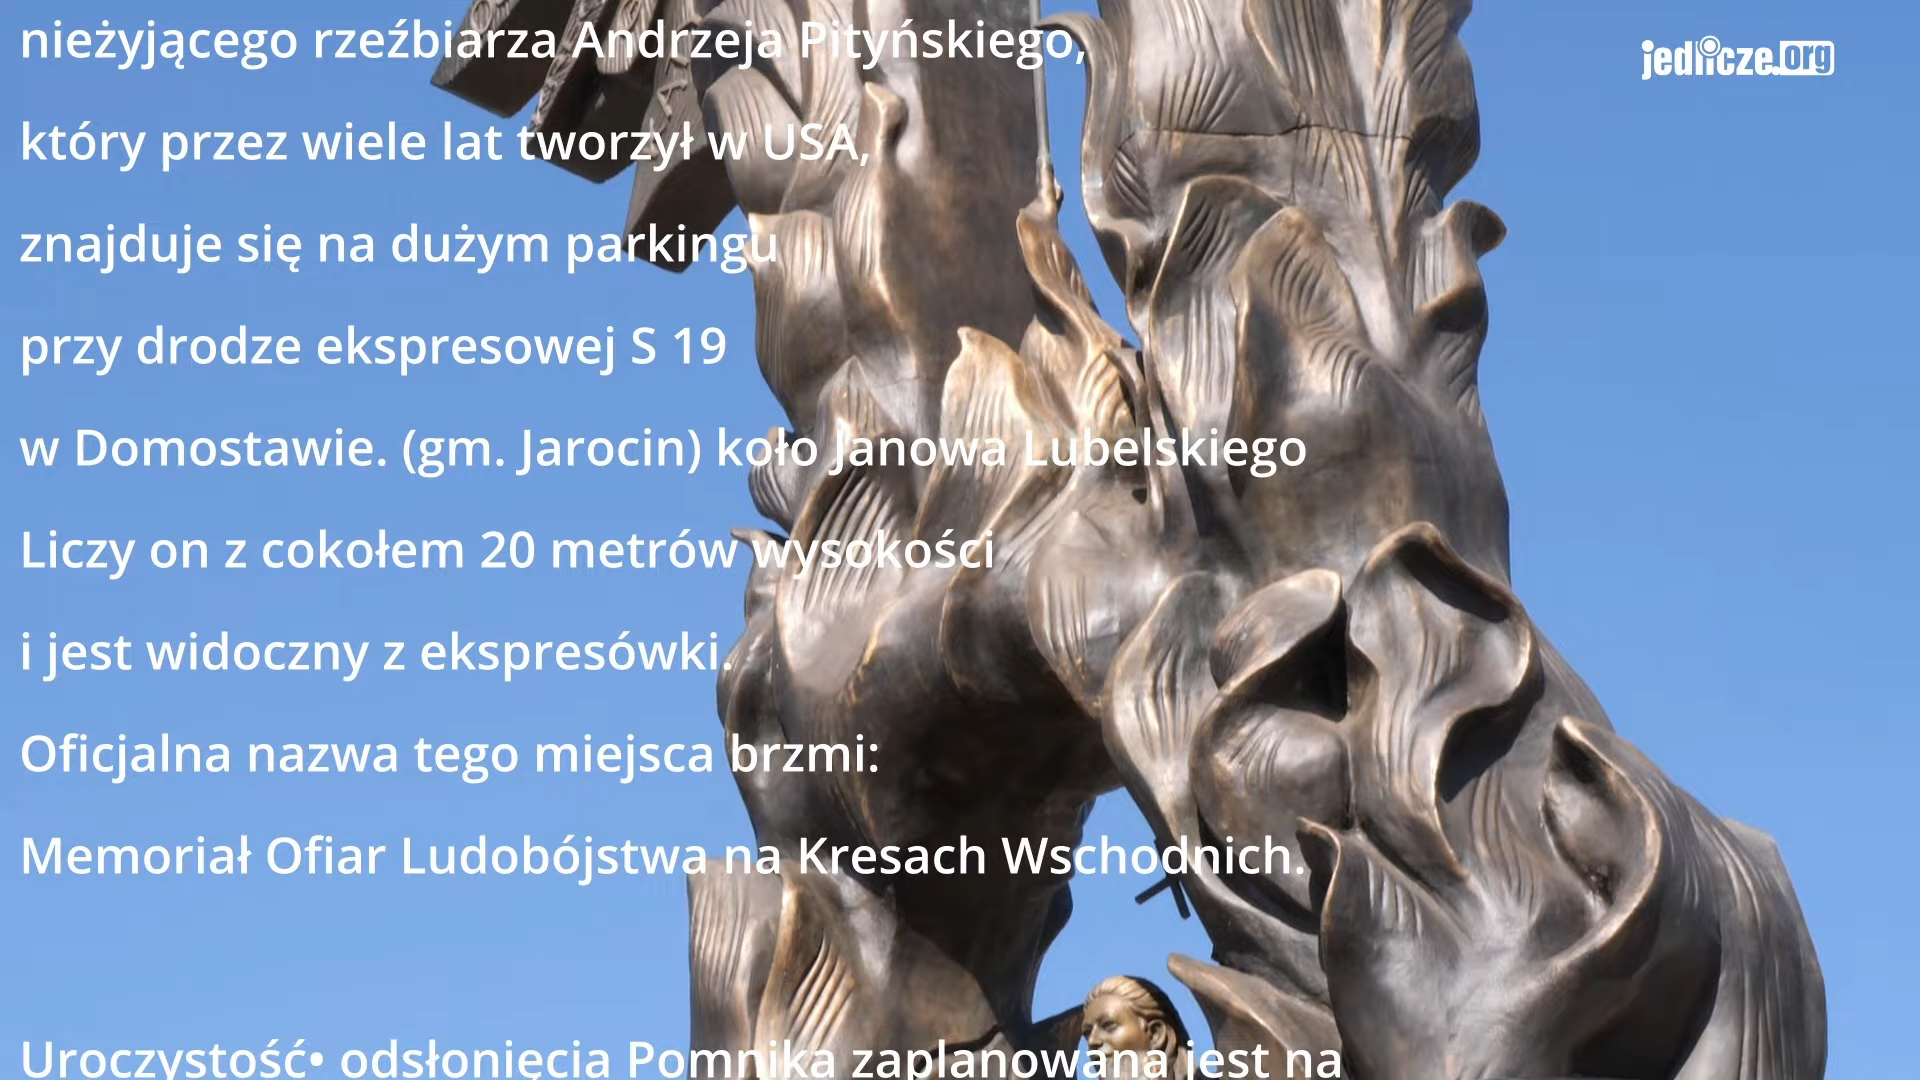 nieżyjącego rzeźbiarza Andrzeja Pityńskiego,
jedlicze.org
który przez wiele lat tworzył w USA,
znajduje się na dużym parkingu
przy drodze ekspresowej S 19
w Domostawie. (gm. Jarocin) koło Janowa Lubelskiego
Liczy on z cokołem 20 metrów wysokości
i jest widoczny z ekspresówki.
Oficjalna nazwa tego miejsca brzmi:
Memoriał Ofiar Ludobójstwa na Kresach Wschodnich.
Uroczystość• odsłonięcia Pomnika zaplanowana jest na